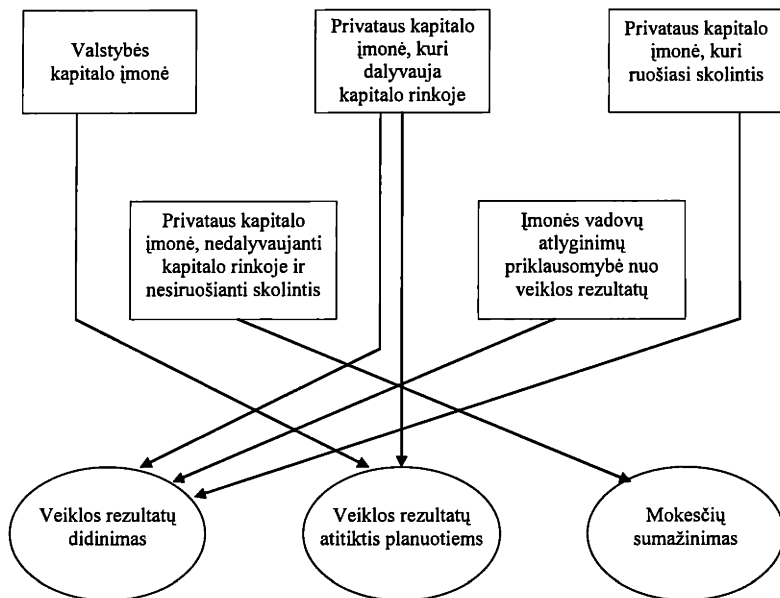 Valstybės
kapitalo įmonė
Privataus kapitalo
įmonė, kuri
dalyvauja
kapitalo rinkoje
Privataus kapitalo
įmonė, kuri
ruošiasi skolintis
Privataus kapitalo
įmonė, nedalyvaujanti
kapitalo rinkoje ir
nesiruošianti skolintis
Įmonės vadovų
atlyginimų
priklausomybė nuo
veiklos rezultatų
Veiklos rezultatų
didinimas
Veiklos rezultatų
atitiktis planuotiems
Mokesčių
sumažinimas